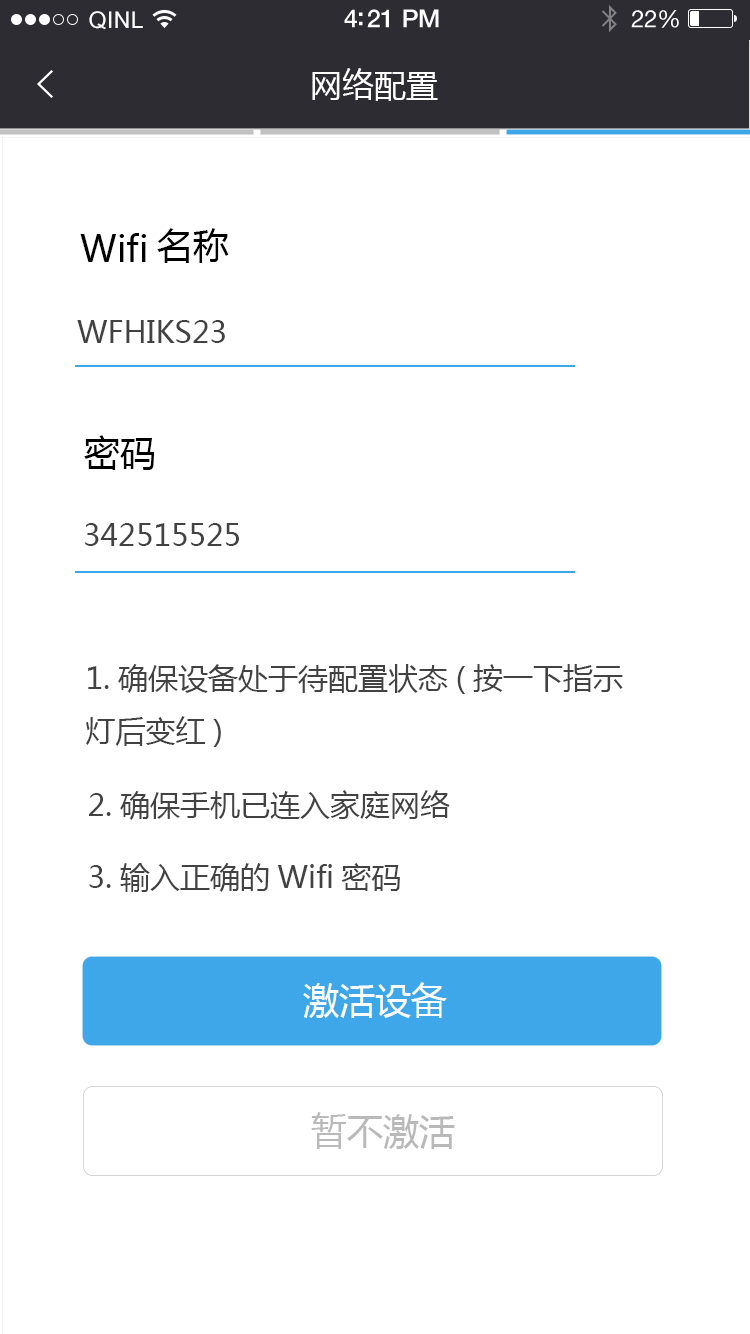 QINL 4:21 PM 22%
网络配置
Wifi 名称
WFHIKS23
密码
342515525
1. 确保设备处于待配置状态 ( 按一下指示
灯后变红 )
2. 确保手机已连入家庭网络
3. 输入正确的 Wifi 密码
激活设备
暂不激活